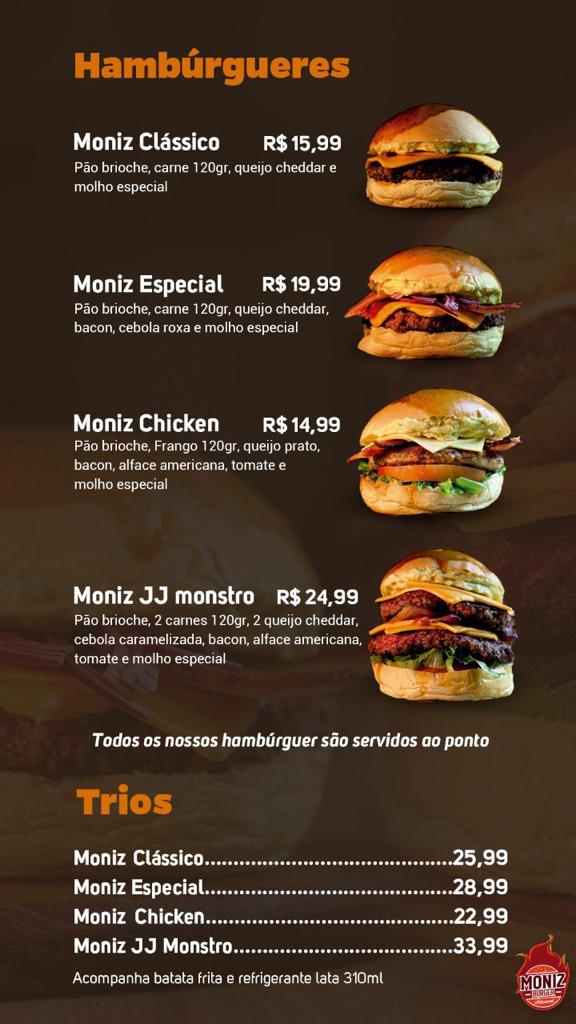 Hambúrgueres
Moniz Clássico R$ 15,99
Pão brioche, carne 120gr, queijo cheddar e
molho especial
Moniz Especial R$ 19,99
Pão brioche, carne 120gr, queijo cheddar,
bacon, cebola roxa e molho especial
Moniz Chicken R$ 14,99
Pão brioche, Frango 120gr, queijo prato,
bacon, alface americana, tomate e
molho especial
Moniz JJ monstro R$ 24,99
Pão brioche, 2 carnes 120gr, 2 queijo cheddar,
cebola caramelizada, bacon, alface americana,
tomate e molho especial
Todos os nossos hambúrguer são servidos ao ponto
Trios
Moniz Clássico..................................................25,99
Moniz Especial..................................................28,99
Moniz Chicken..................................................22,99
Moniz JJ Monstro.............................................33,99
Acompanha batata frita e refrigerante lata 310ml
MONIZ
BURGER